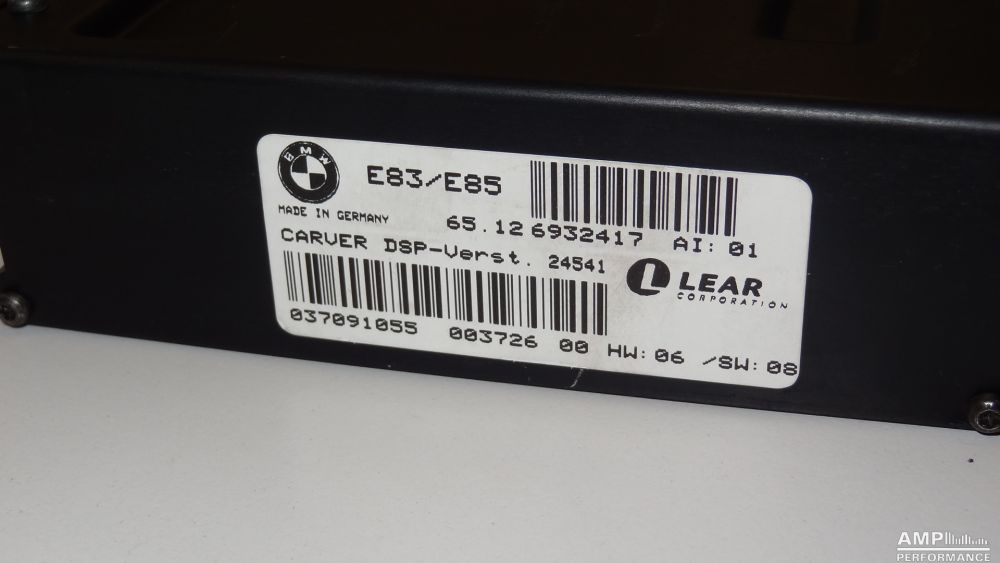 BMW
E83/E85
MADE IN GERMANY
65.12 6932417 AI: 01
CARVER DSP-Verst. 24541
LEAR
CORPORATION
037091055 003726 00 HW: 06 /SW: 08
AMP
PERFORMANCE